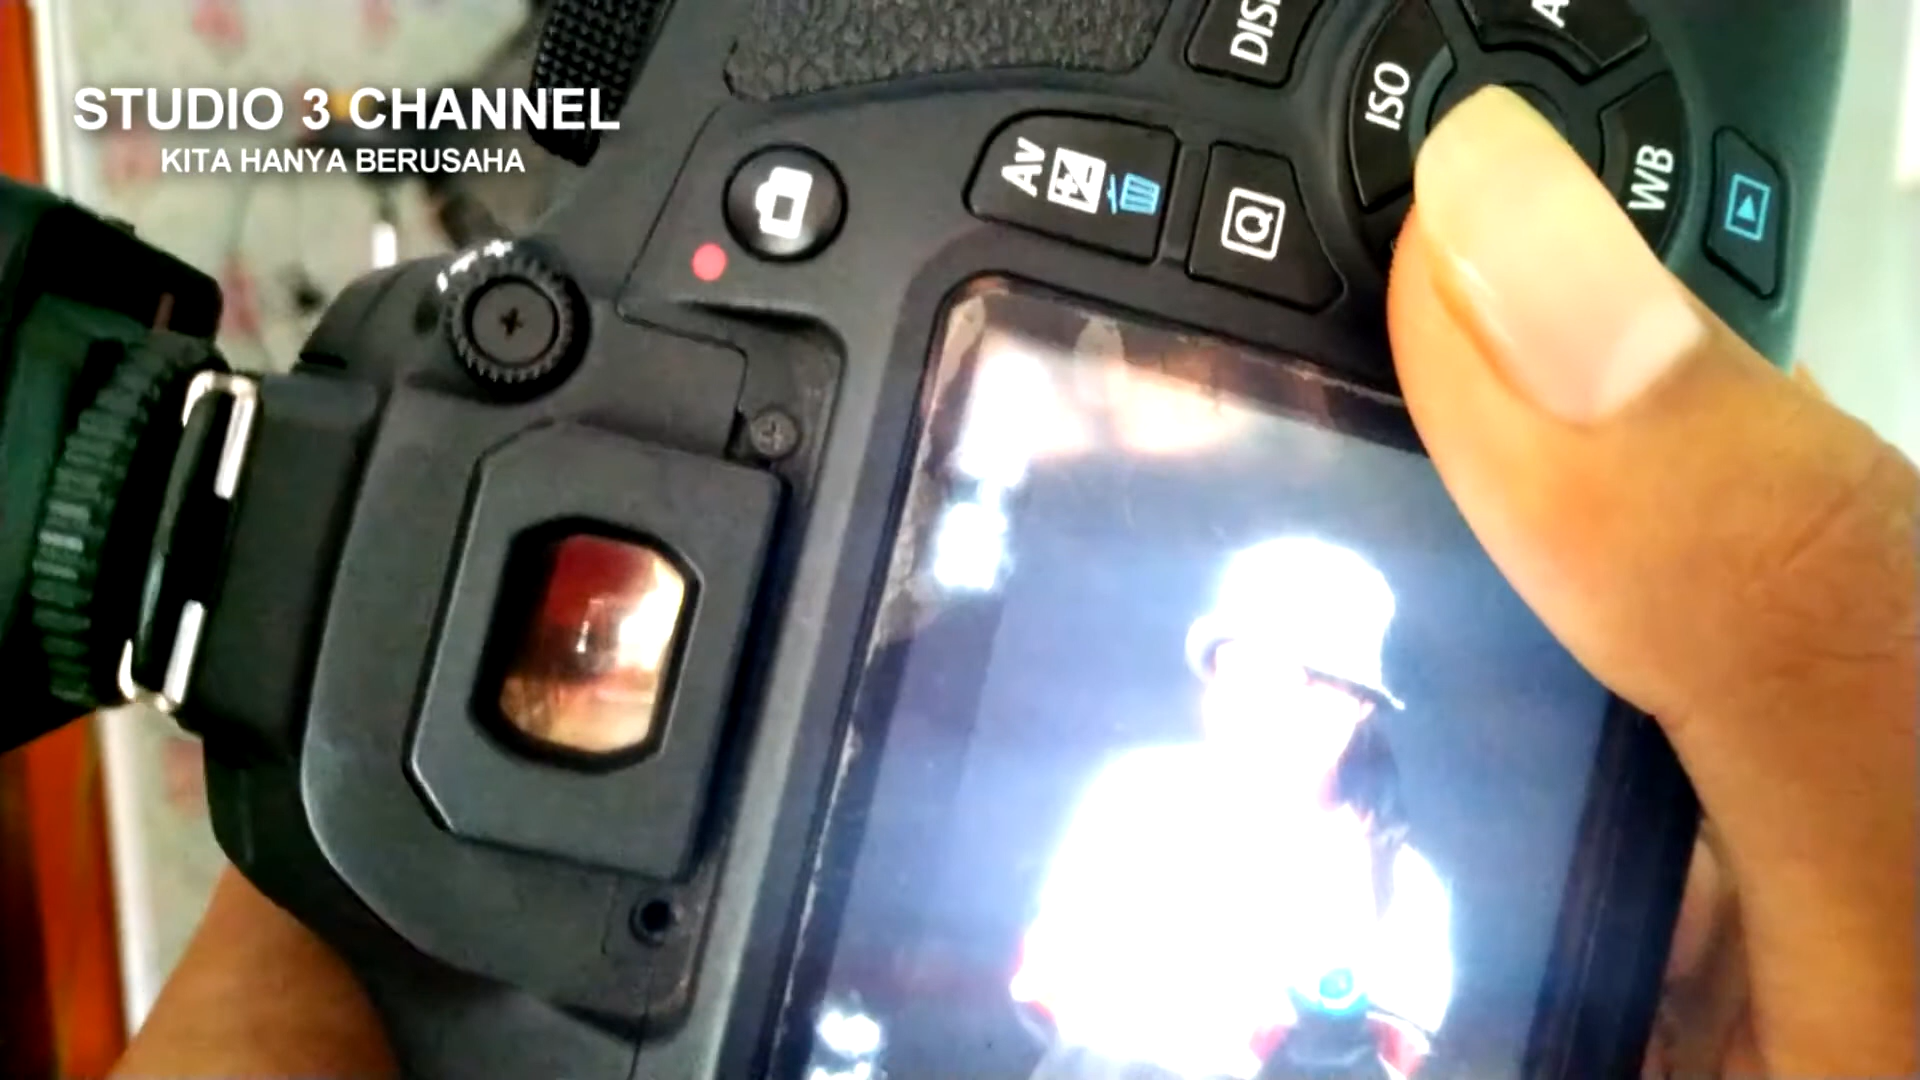 STUDIO 3 CHANNEL
KITA HANYA BERUSAHA
ISO
Av
WB
Q